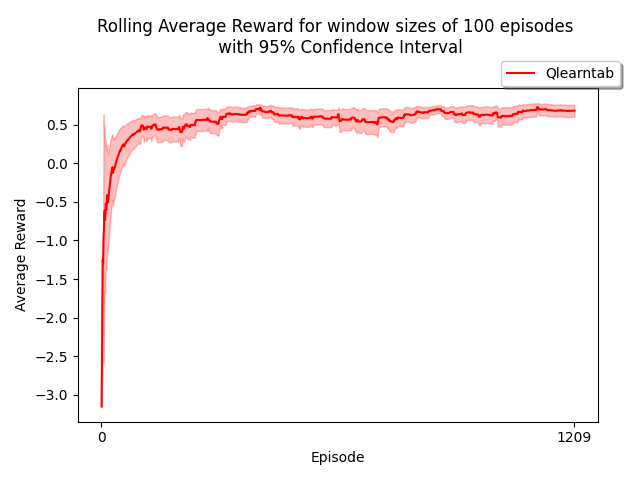 Rolling Average Reward for window sizes of 100 episodes
with 95% Confidence Interval
Qlearntab
0.5
0.0
−0.5
−1.0
−1.5
−2.0
−2.5
−3.0
Average Reward
0
1209
Episode